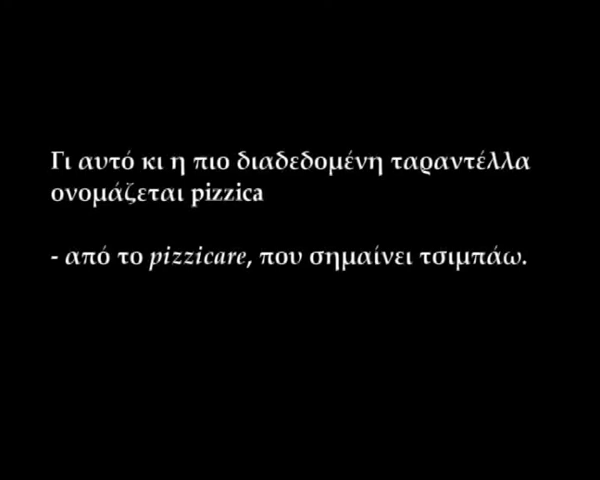 Γι αυτό κι η πιο διαδεδομένη ταραντέλλα
ονομάζεται pizzica
- από το pizzicare, που σημαίνει τσιμπάω.